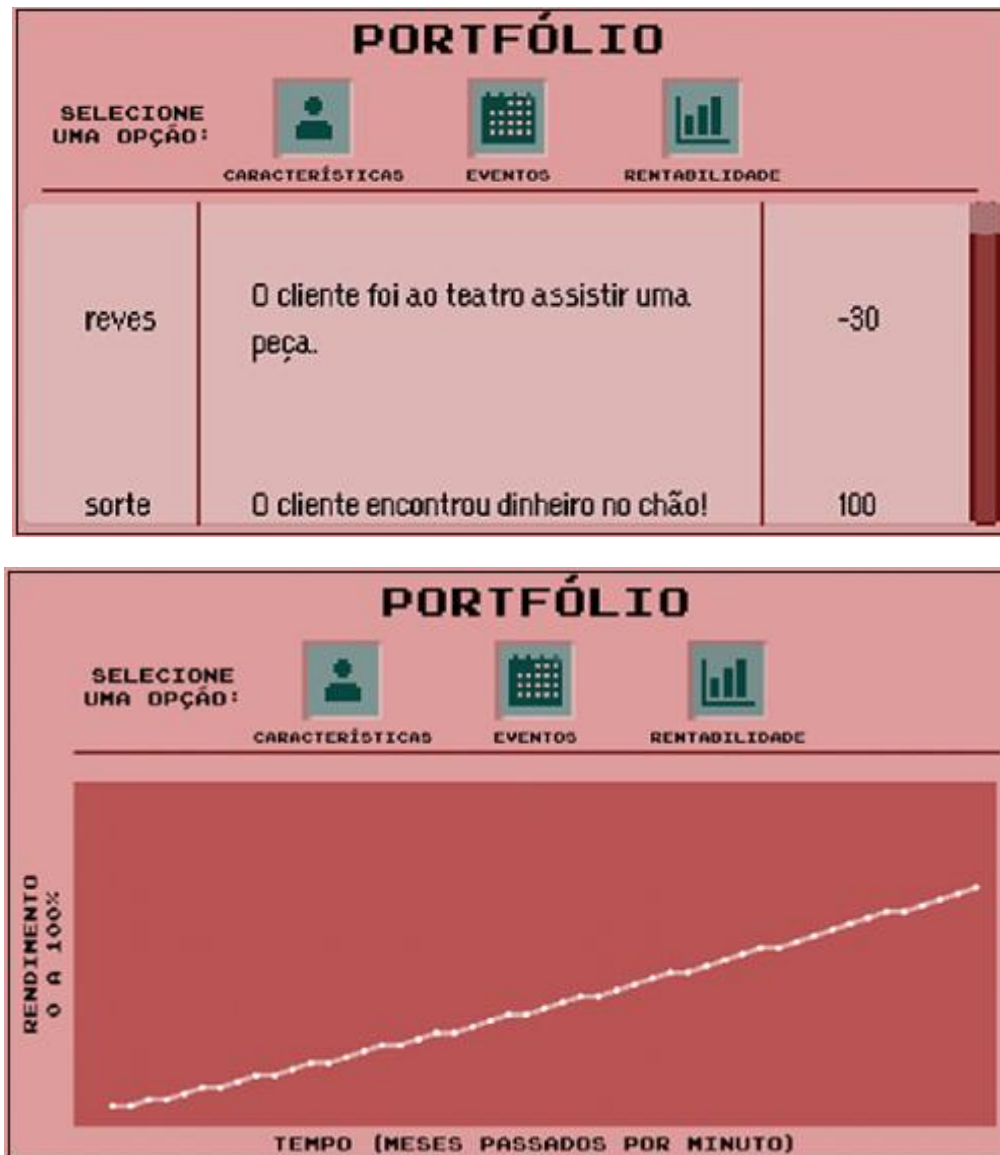 PORTFÓLIO
SELECIONE
UMA OPÇÃO:
CARACTERÍSTICAS
EVENTOS
RENTABILIDADE
reves
O cliente foi ao teatro assistir uma
peça.
-30
sorte
O cliente encontrou dinheiro no chão!
100
PORTFÓLIO
SELECIONE
UMA OPÇÃO:
CARACTERÍSTICAS
EVENTOS
RENTABILIDADE
RENDIMENTO
0 A 100%
TEMPO (MESES PASSADOS POR MINUTO)